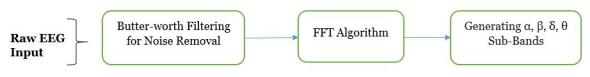 Raw EEG
Input
Butter-worth Filtering
for Noise Removal
FFT Algorithm
Generating α, β, δ, θ
Sub-Bands